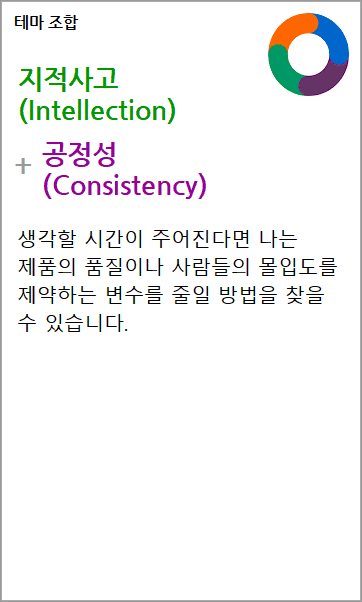 테마 조합
지적사고
(Intellection)
+ 공정성
(Consistency)
생각할 시간이 주어진다면 나는
제품의 품질이나 사람들의 몰입도를
제약하는 변수를 줄일 방법을 찾을
수 있습니다.